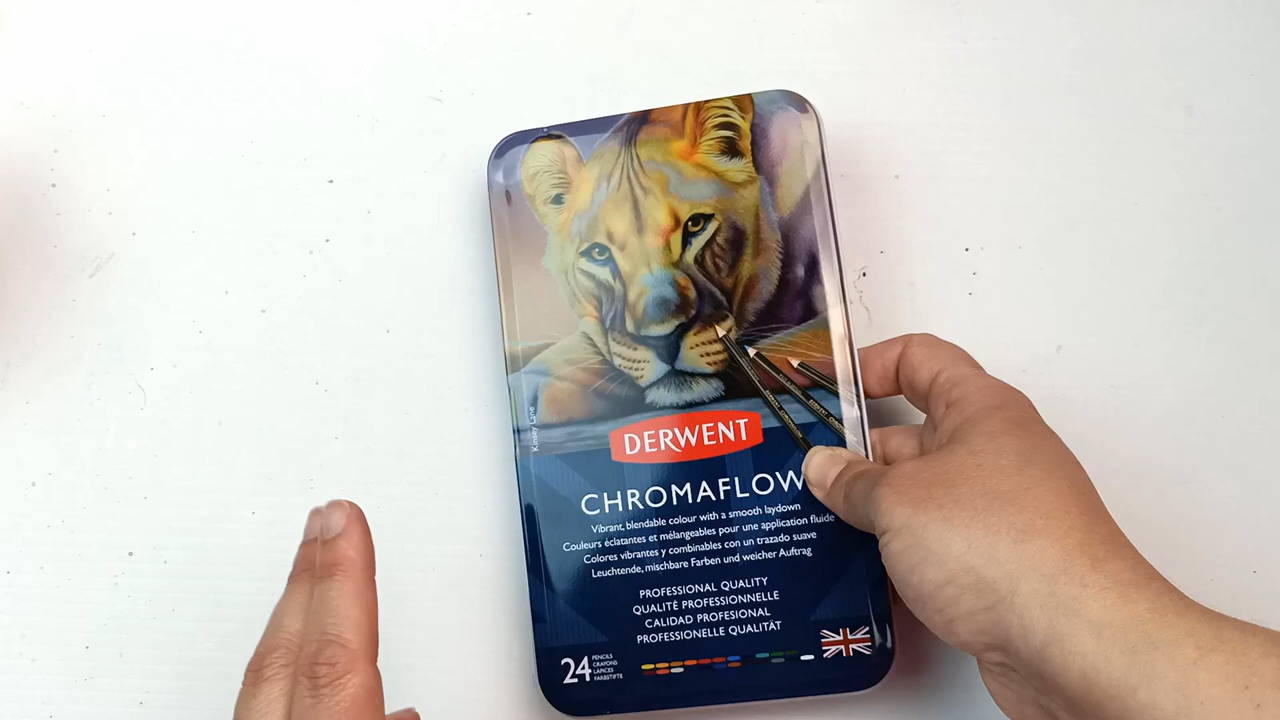 Kinsey Lane
DERWENT
CHROMAFLOW
Vibrant, blendable colour with a smooth laydown
Couleurs éclatantes et mélangeables pour une application fluide
Colores vibrantes y combinables con un trazado suave
Leuchtende, mischbare Farben und weicher Auftrag
PROFESSIONAL QUALITY
QUALITÉ PROFESSIONNELLE
CALIDAD PROFESIONAL
PROFESSIONELLE QUALITÄT
24
PENCILS
CRAYONS
LÁPICES
FARBSTIFTE